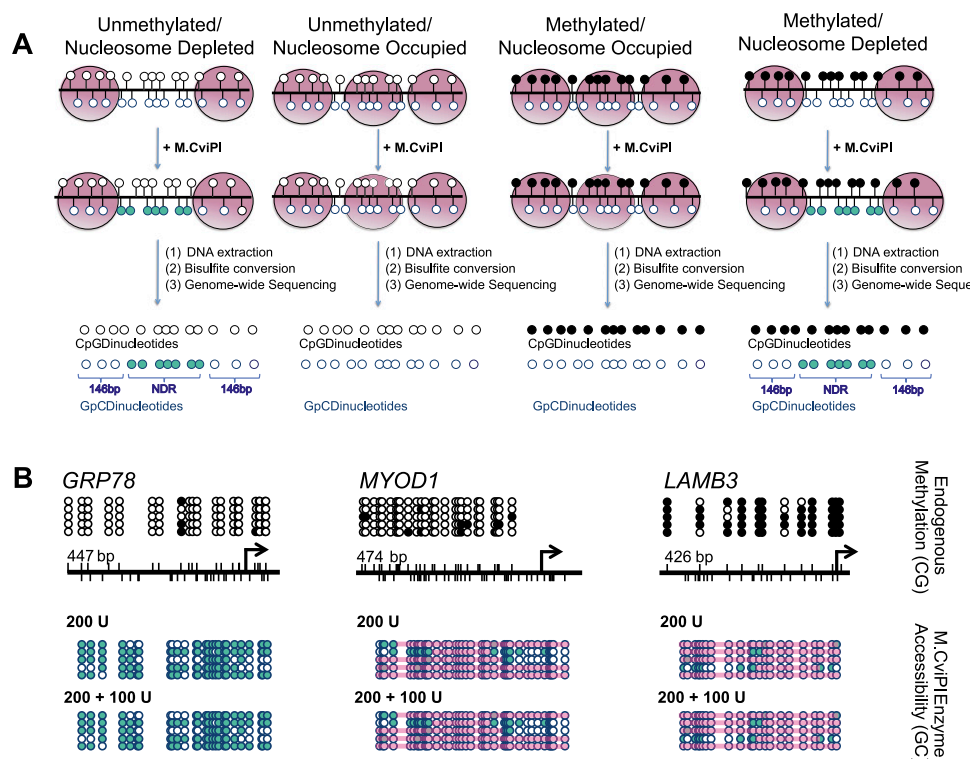 A
Unmethylated/
Nucleosome Depleted
Unmethylated/
Nucleosome Occupied
Methylated/
Nucleosome Occupied
Methylated/
Nucleosome Depleted
+ M.CviPI
+ M.CviPI
+ M.CviPI
+ M.CviPI
(1) DNA extraction
(2) Bisulfite conversion
(3) Genome-wide Sequencing
(1) DNA extraction
(2) Bisulfite conversion
(3) Genome-wide Sequencing
(1) DNA extraction
(2) Bisulfite conversion
(3) Genome-wide Sequencing
(1) DNA extraction
(2) Bisulfite conversion
(3) Genome-wide Seque
CpGDinucleotides
CpGDinucleotides
CpGDinucleotides
CpGDinucleotides
146bp NDR 146bp
146bp NDR 146bp
GpCDinucleotides
GpCDinucleotides
GpCDinucleotides
GpCDinucleotides
B
GRP78
MYOD1
LAMB3
Endogenous
Methylation (CG)
447 bp
474 bp
426 bp
200 U
200 U
200 U
200 + 100 U
200 + 100 U
200 + 100 U
M.CviPIEnzyme
Accessibility (GC)